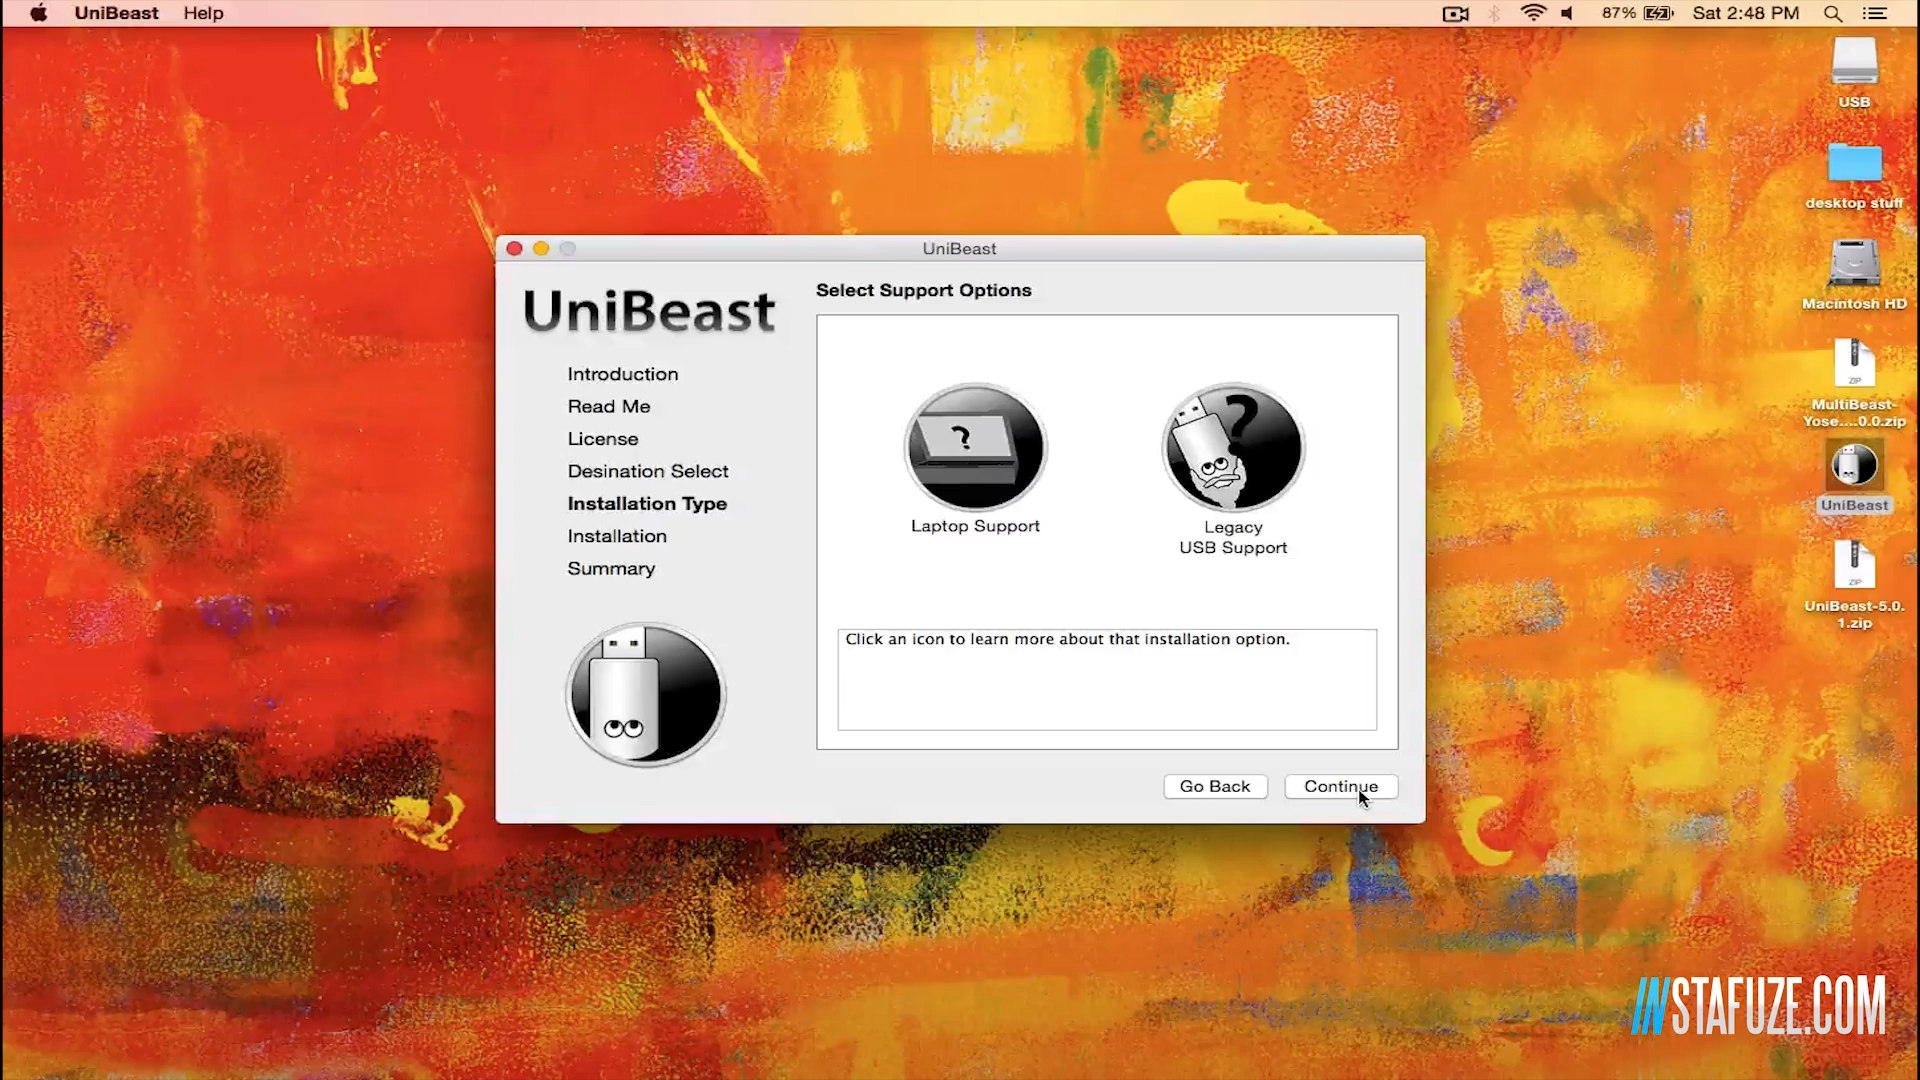 UniBeast Help
87% Sat 2:48 PM
USB
desktop stuff
Macintosh HD
ZIP
MultiBeast-
Yose....0.0.zip
UniBeast
ZIP
UniBeast-5.0.
1.zip
UniBeast
UniBeast
Introduction
Read Me
License
Desination Select
Installation Type
Installation
Summary
Select Support Options
?
Laptop Support
?
Legacy
USB Support
Click an icon to learn more about that installation option.
Go Back Continue
INSTAFUZE.COM